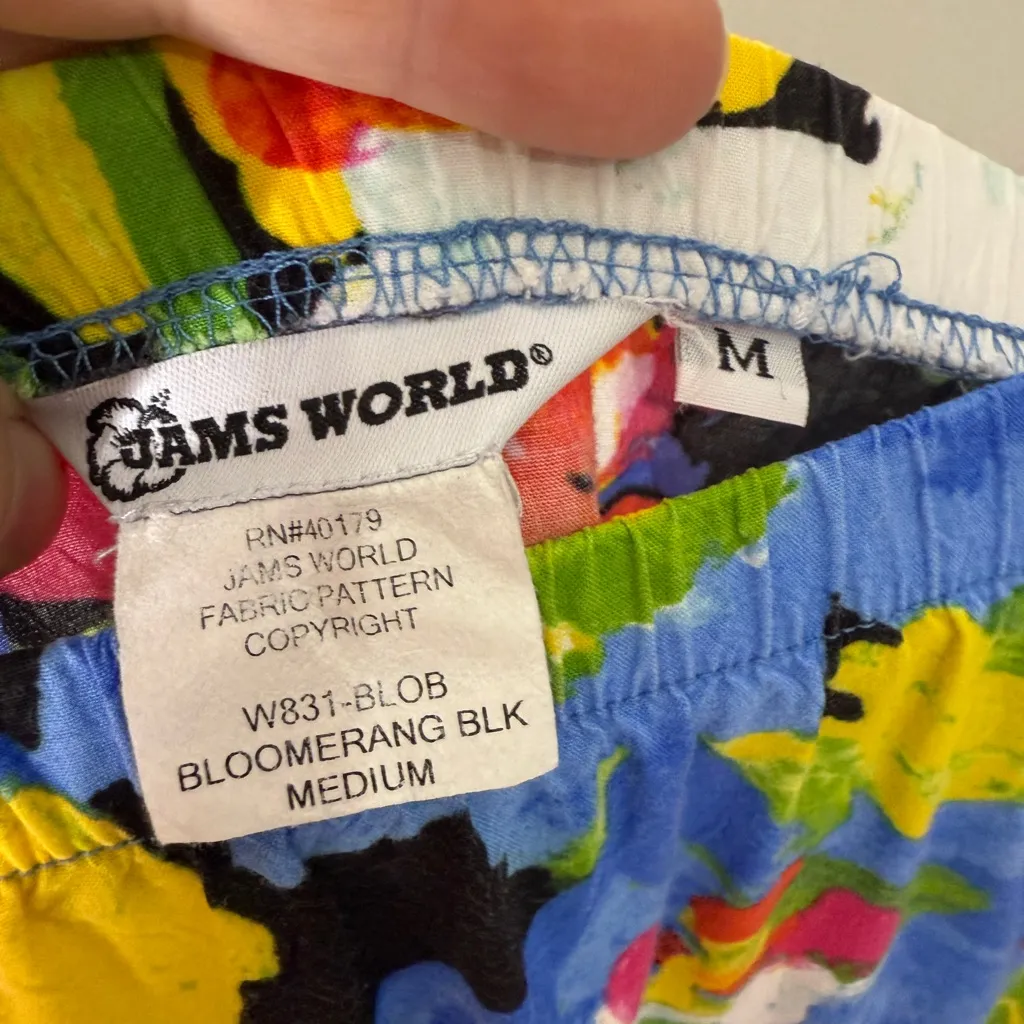 JAMS WORLD®
M
RN#40179
JAMS WORLD
FABRIC PATTERN
COPYRIGHT
W831-BLOB
BLOOMERANG BLK
MEDIUM